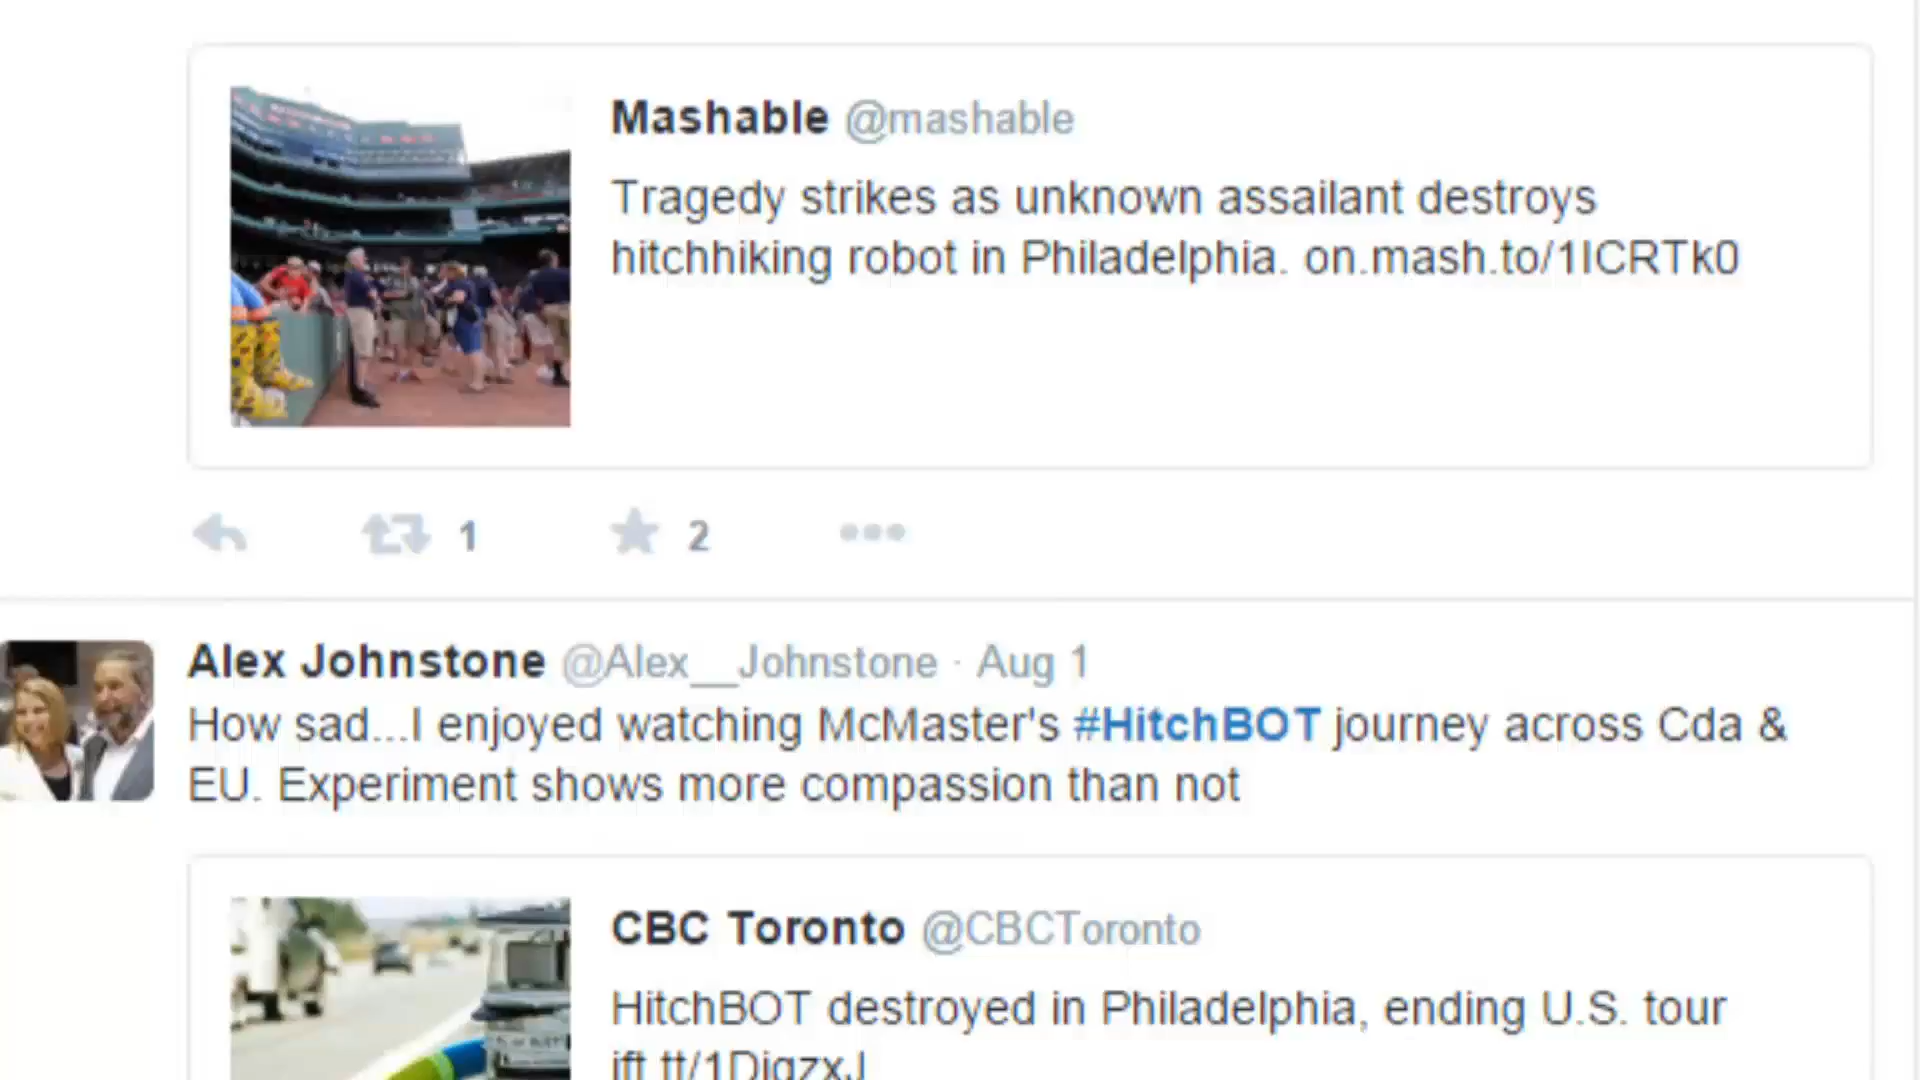 Mashable @mashable
Tragedy strikes as unknown assailant destroys
hitchhiking robot in Philadelphia. on.mash.to/1ICRTk0
1 2
Alex Johnstone @Alex__Johnstone · Aug 1
How sad...I enjoyed watching McMaster's #HitchBOT journey across Cda &
EU. Experiment shows more compassion than not
CBC Toronto @CBCToronto
HitchBOT destroyed in Philadelphia, ending U.S. tour